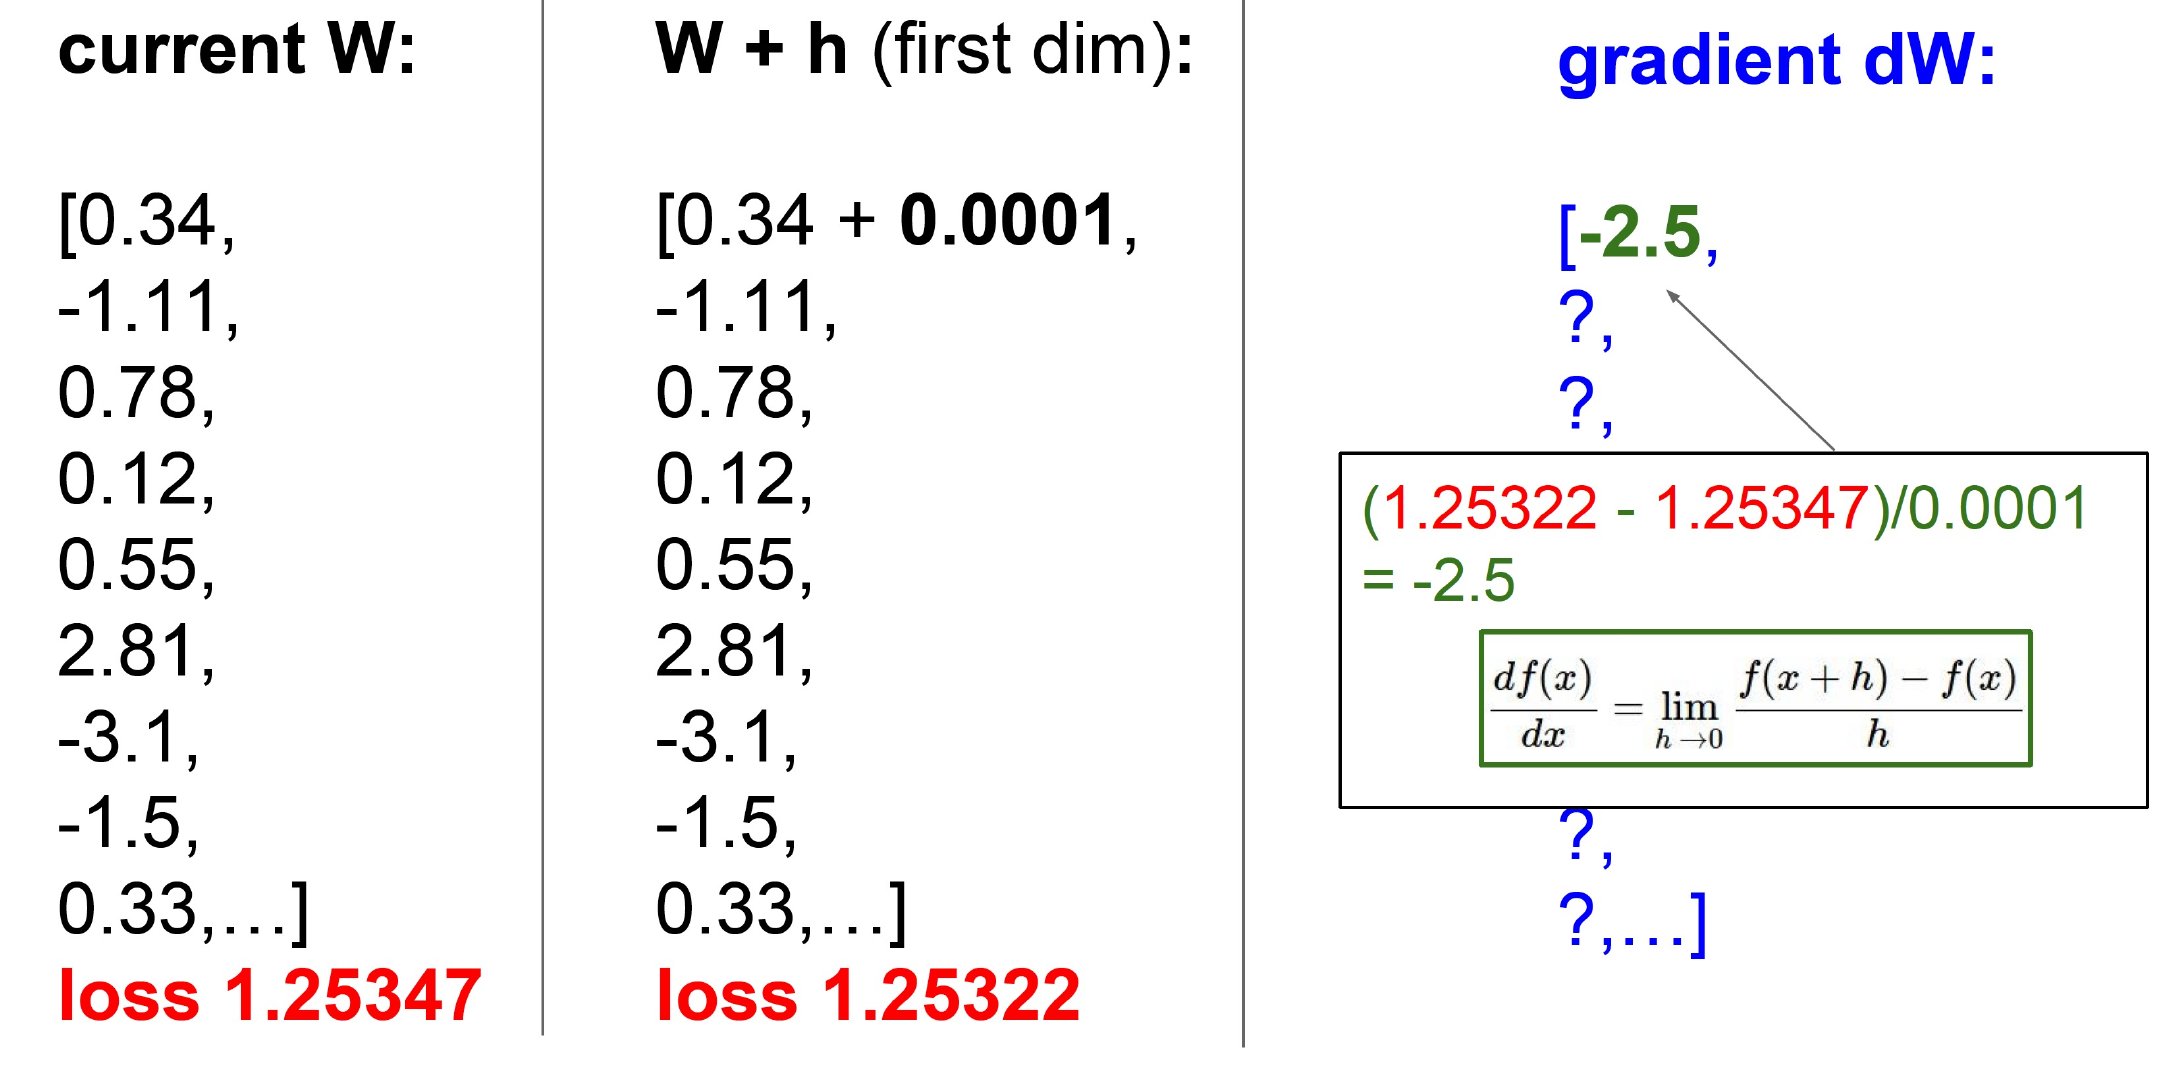 current W:
[0.34,
-1.11,
0.78,
0.12,
0.55,
2.81,
-3.1,
-1.5,
0.33,...]
loss 1.25347
W + h (first dim):
[0.34 + 0.0001,
-1.11,
0.78,
0.12,
0.55,
2.81,
-3.1,
-1.5,
0.33,...]
loss 1.25322
gradient dW:
[-2.5,
?,
?,
(1.25322 - 1.25347)/0.0001
= -2.5
df(x)/dx = lim h→0 f(x + h) − f(x)/h
?,
?,...]